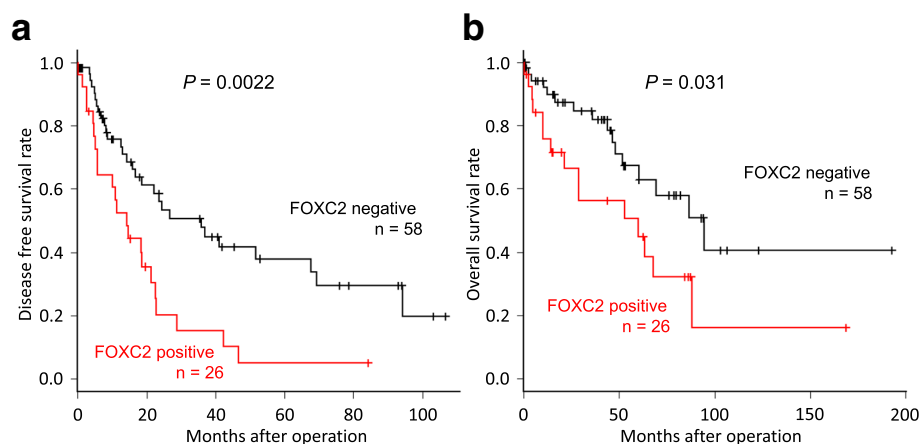 a
1.0
0.8
0.6
0.4
0.2
0.0
Disease free survival rate
P = 0.0022
FOXC2 negative
n = 58
FOXC2 positive
n = 26
0 20 40 60 80 100
Months after operation
b
1.0
0.8
0.6
0.4
0.2
0.0
Overall survival rate
P = 0.031
FOXC2 negative
n = 58
FOXC2 positive
n = 26
0 50 100 150 200
Months after operation